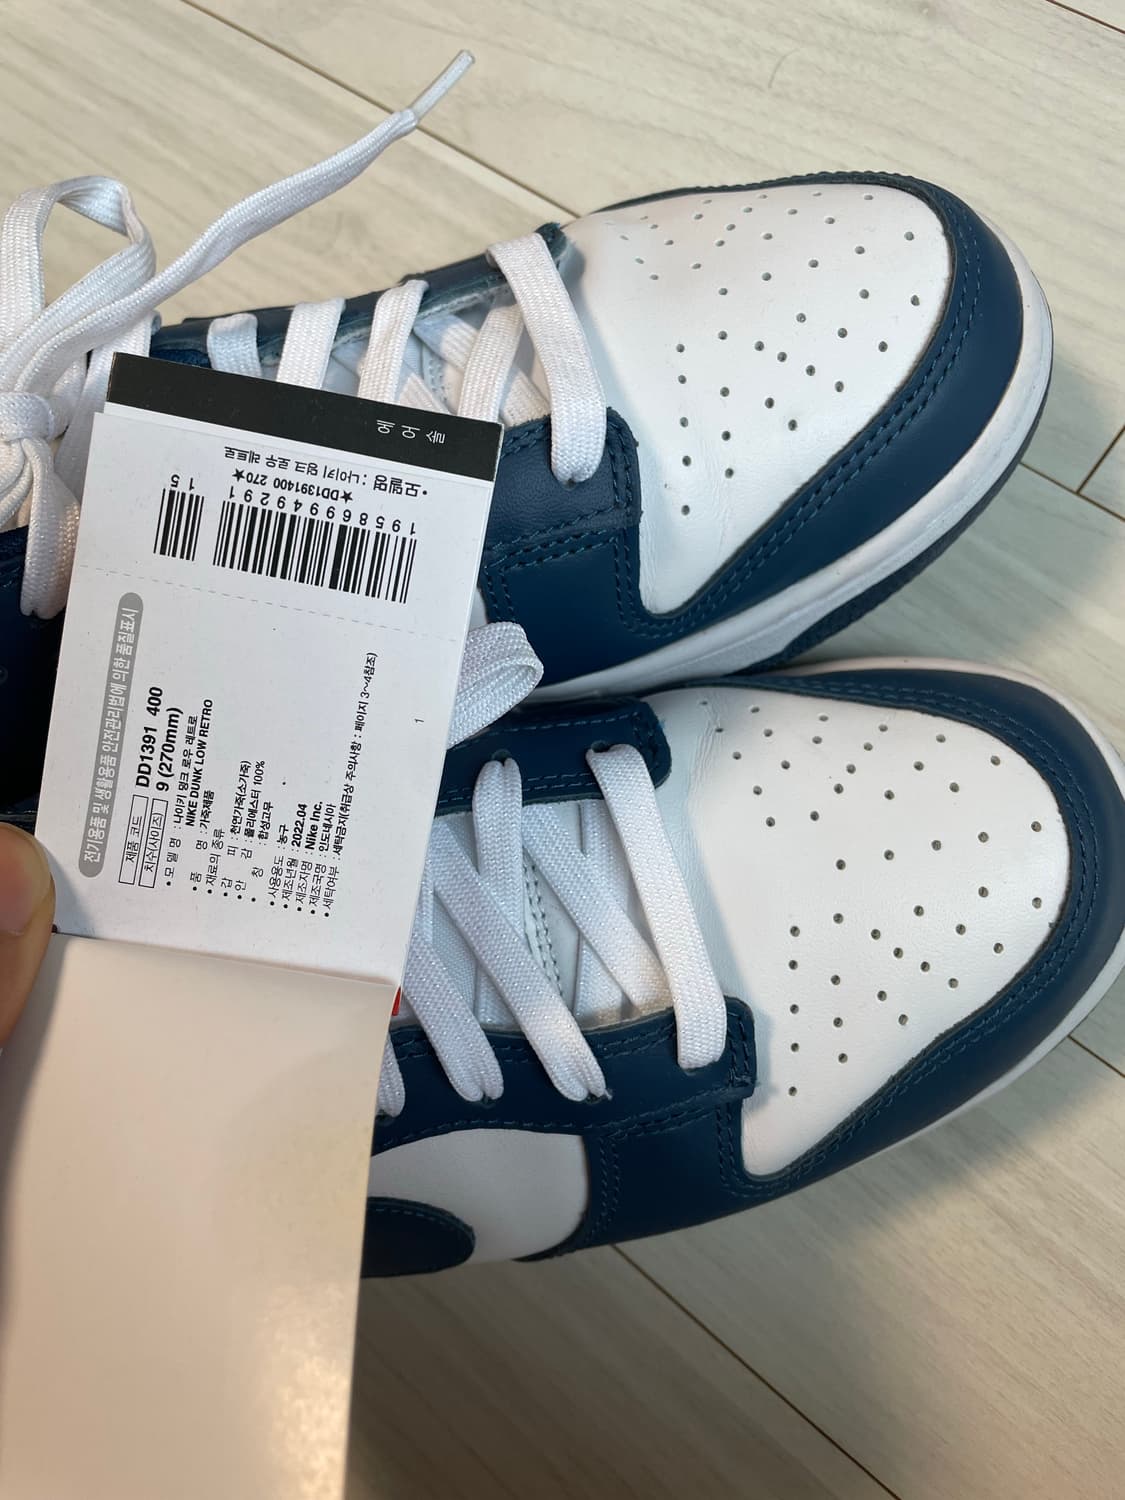 에어솔
• 모델명 : 나이키 덩크 로우 레트로
★DD1391400 270★
195869949291
15
전기용품 및 생활용품 안전관리법에 의한 품질표시
제품 코드 DD1391 400
치수(사이즈) 9 (270mm)
• 모 델 명 : 나이키 덩크 로우 레트로
NIKE DUNK LOW RETRO
• 품 명 : 가죽제품
• 재료의 종류
• 겉 피 : 천연가죽(소가죽)
• 안 감 : 폴리에스터 100%
• 창 : 합성고무
• 사용용도 : 농구
• 제조년월 : 2022.04
• 제조자명 : Nike Inc.
• 제조국명 : 인도네시아
• 세탁여부 : 세탁금지(취급상 주의사항 : 페이지 3~4참조)
1